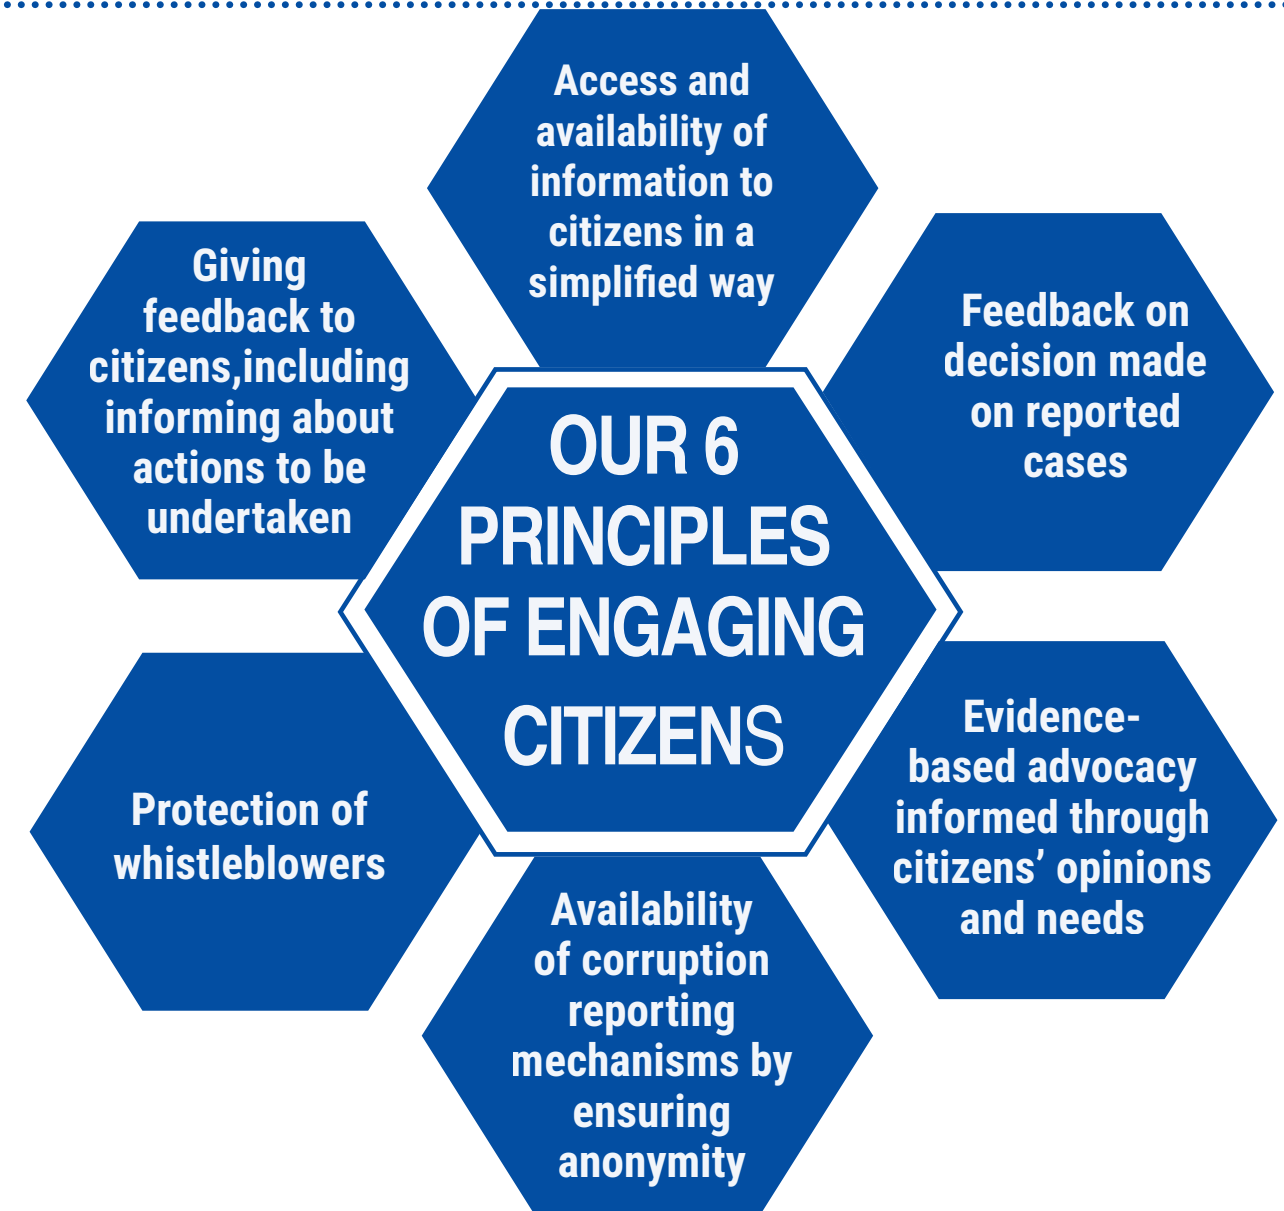 Access and
availability of
information to
citizens in a
simplified way
Giving
feedback to
citizens,including
informing about
actions to be
undertaken
Feedback on
decision made
on reported
cases
OUR 6
PRINCIPLES
OF ENGAGING
CITIZENS
Protection of
whistleblowers
Evidence-
based advocacy
informed through
citizens’ opinions
and needs
Availability
of corruption
reporting
mechanisms by
ensuring
anonymity